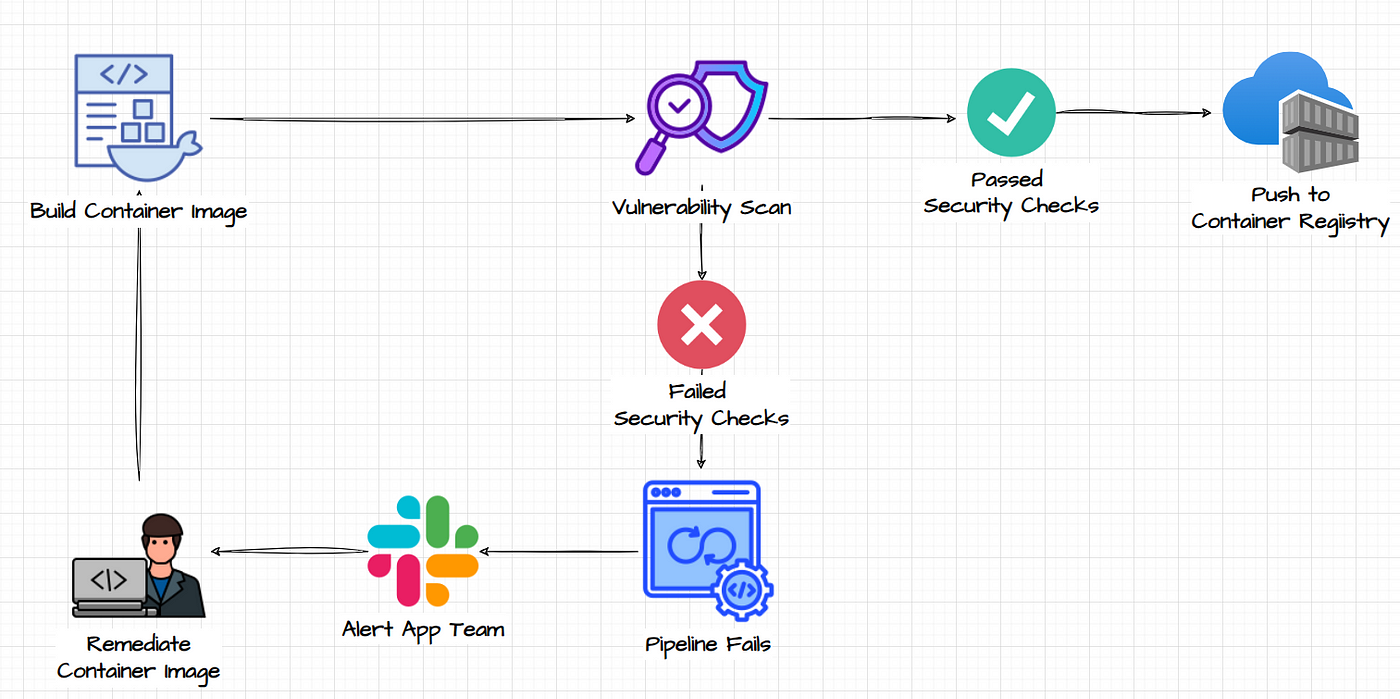 </>
Build Container Image
Vulnerability Scan
Passed
Security Checks
Push to
Container Regiistry
Failed
Security Checks
</>
Pipeline Fails
Alert App Team
</>
Remediate
Container Image